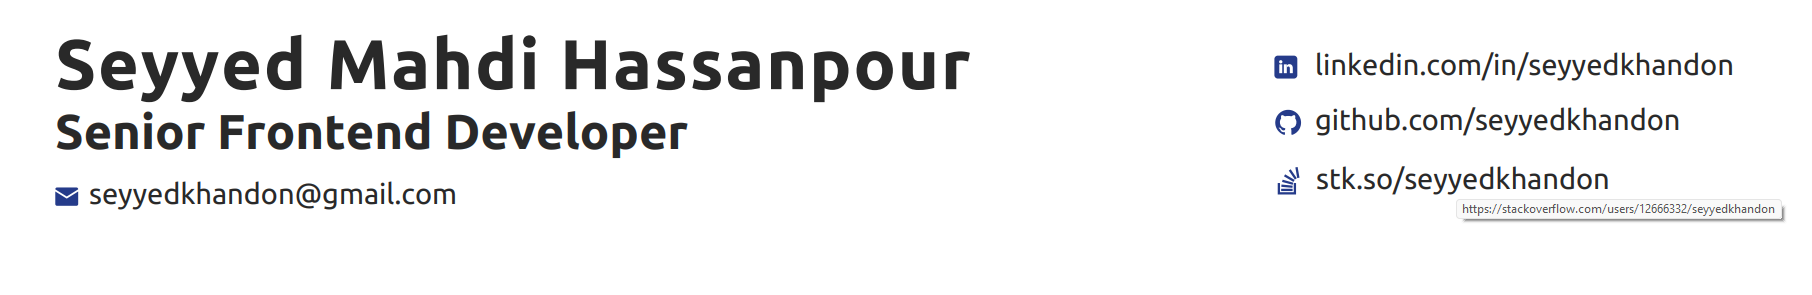 Seyyed Mahdi Hassanpour
Senior Frontend Developer
seyyedkhandon@gmail.com
linkedin.com/in/seyyedkhandon
github.com/seyyedkhandon
stk.so/seyyedkhandon
https://stackoverflow.com/users/12666332/seyyedkhandon